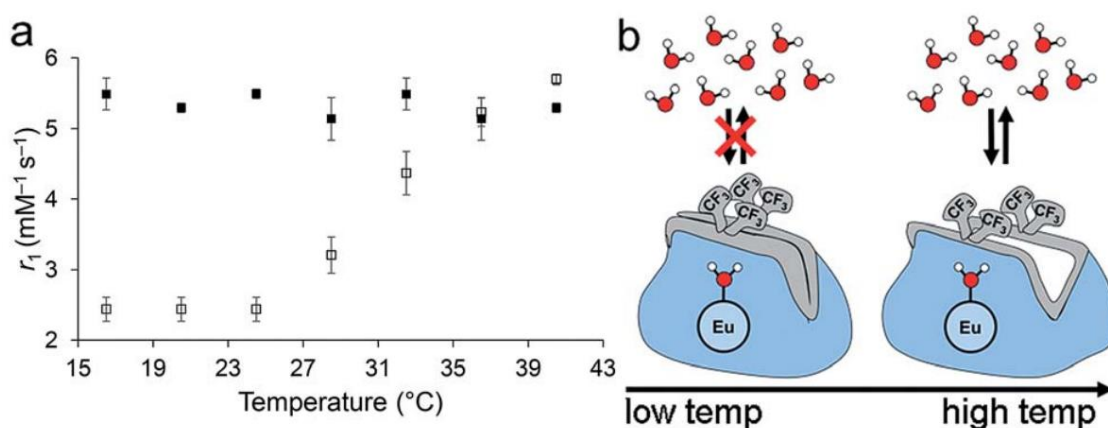 a
6
5
4
3
2
r₁ (mM⁻¹ s⁻¹)
15 19 23 27 31 35 39 43
Temperature (°C)
b
CF₃ CF₃ CF₃ CF₃
CF₃ CF₃ CF₃ CF₃
Eu Eu
low temp high temp